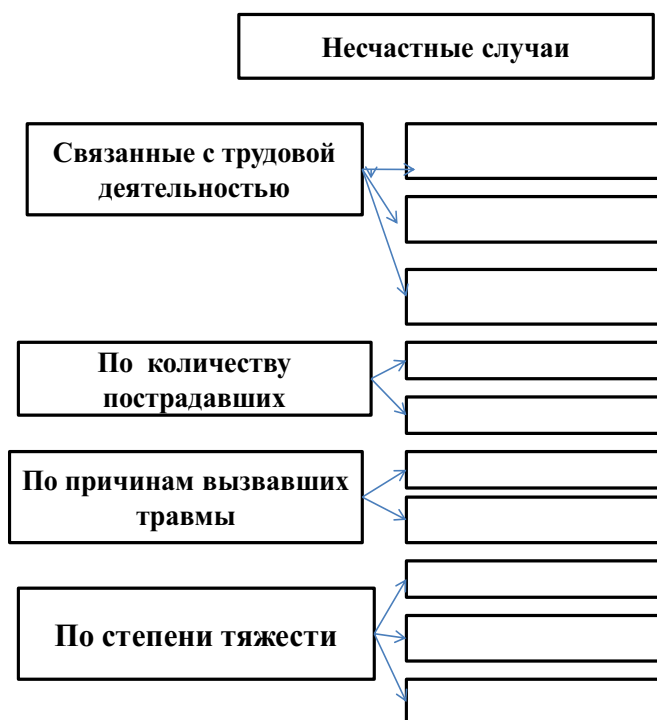 Несчастные случаи
Связанные с трудовой
деятельностью
По количеству
пострадавших
По причинам вызвавших
травмы
По степени тяжести